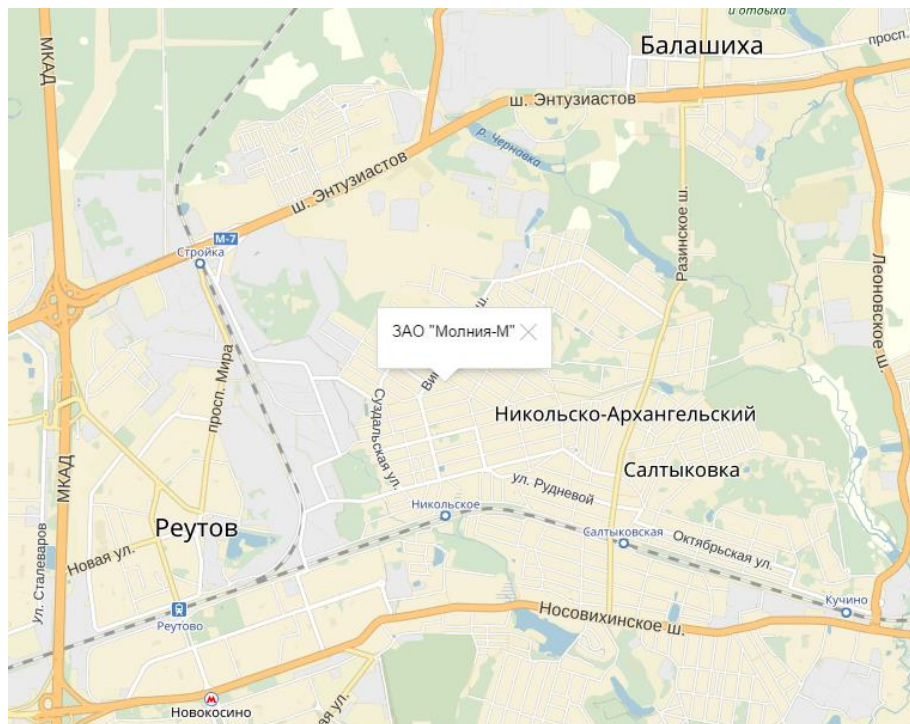 и отдыха
Балашиха
просп.
МКАД
ш. Энтузиастов
р. Чернавка
ш. Энтузиастов
М-7
Стройка
Разинское ш.
Леоновское ш.
ш.
ЗАО "Молния-М"
просп. Мира
Суздальская ул.
Никольско-Архангельский
Салтыковка
МКАД
ул. Рудневой
Никольское
Реутов
Салтыковская
Октябрьская ул.
Новая ул.
ул. Сталеваров
Кучино
Носовихинское ш.
Реутово
Новокосино